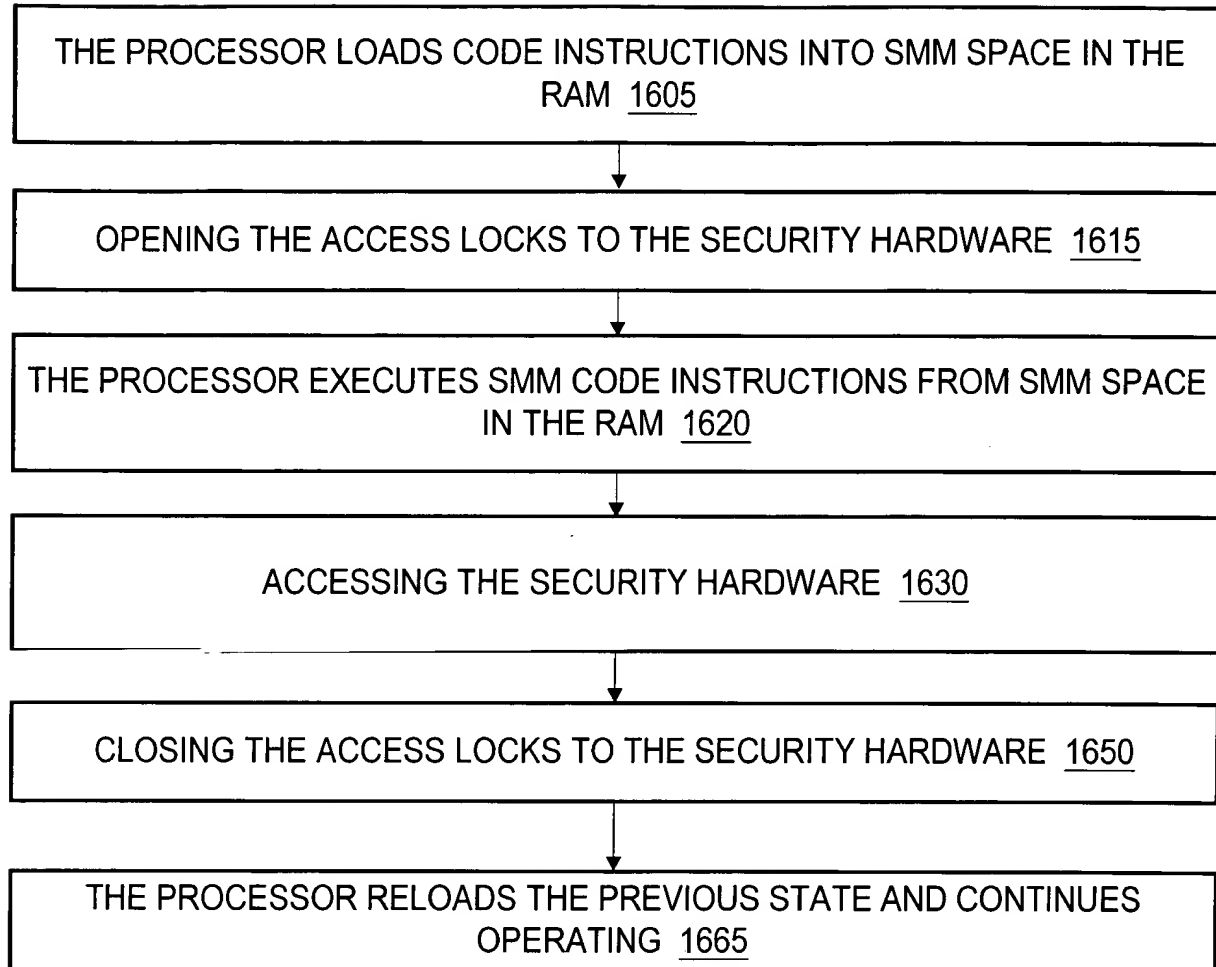 THE PROCESSOR LOADS CODE INSTRUCTIONS INTO SMM SPACE IN THE
RAM 1605
OPENING THE ACCESS LOCKS TO THE SECURITY HARDWARE 1615
THE PROCESSOR EXECUTES SMM CODE INSTRUCTIONS FROM SMM SPACE
IN THE RAM 1620
ACCESSING THE SECURITY HARDWARE 1630
CLOSING THE ACCESS LOCKS TO THE SECURITY HARDWARE 1650
THE PROCESSOR RELOADS THE PREVIOUS STATE AND CONTINUES
OPERATING 1665